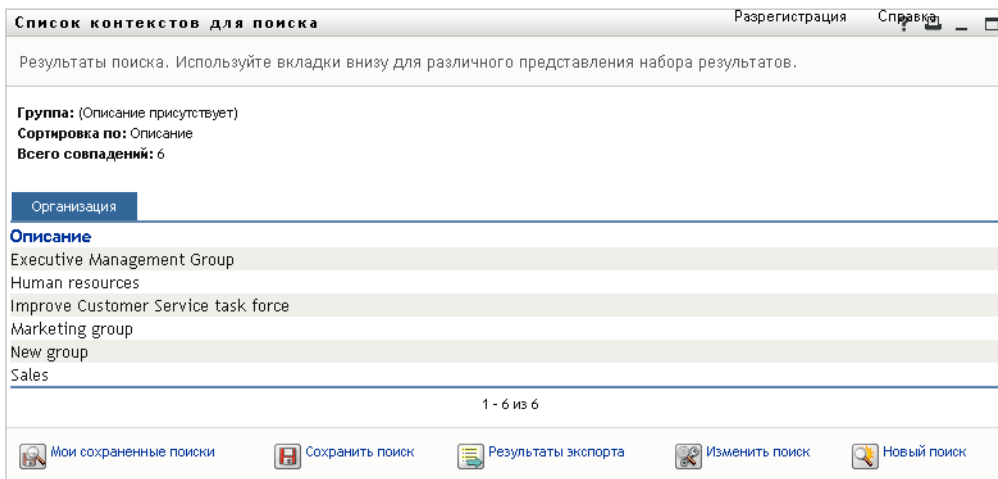 Список контекстов для поиска
Разрегистрация Справка
Результаты поиска. Используйте вкладки внизу для различного представления набора результатов.
Группа: (Описание присутствует)
Сортировка по: Описание
Всего совпадений: 6
Организация
Описание
Executive Management Group
Human resources
Improve Customer Service task force
Marketing group
New group
Sales
1 - 6 из 6
Мои сохраненные поиски Сохранить поиск Результаты экспорта Изменить поиск Новый поиск